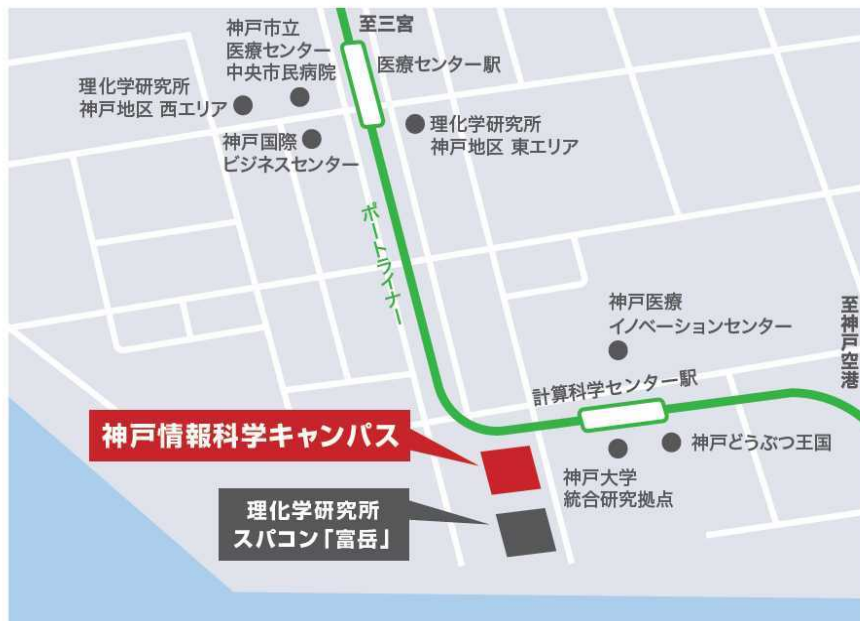 至三宮
神戸市立
医療センター
中央市民病院
医療センター駅
理化学研究所
神戸地区 西エリア
神戸国際
ビジネスセンター
理化学研究所
神戸地区 東エリア
ポートライナー
神戸医療
イノベーションセンター
至神戸空港
計算科学センター駅
神戸情報科学キャンパス
神戸どうぶつ王国
神戸大学
統合研究拠点
理化学研究所
スパコン「富岳」